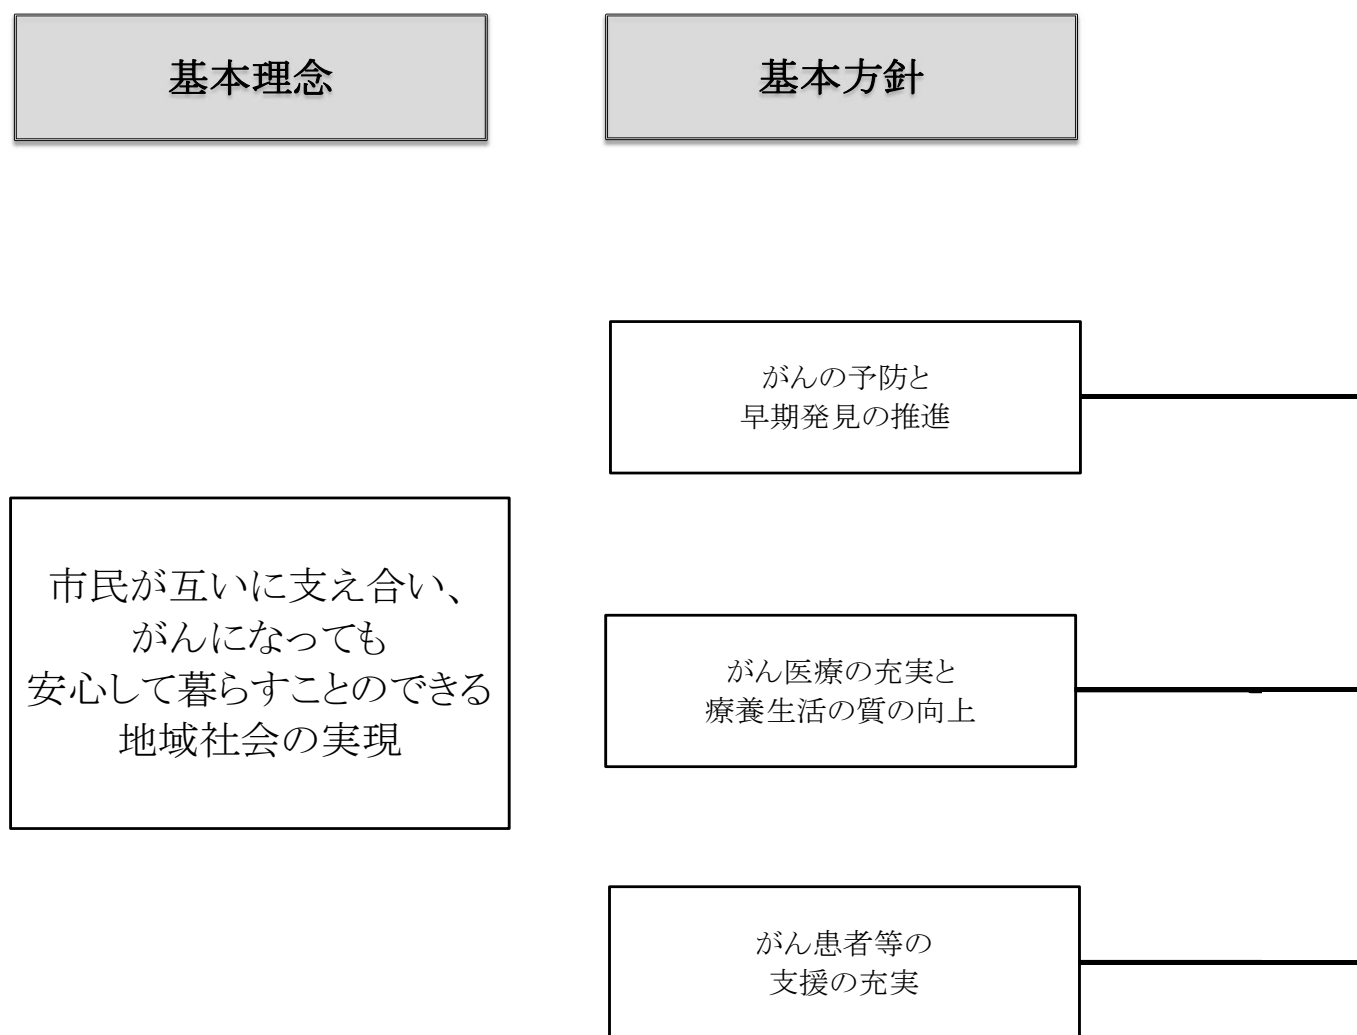 基本理念
基本方針
がんの予防と
早期発見の推進
市民が互いに支え合い、
がんになっても
安心して暮らすことのできる
地域社会の実現
がん医療の充実と
療養生活の質の向上
がん患者等の
支援の充実